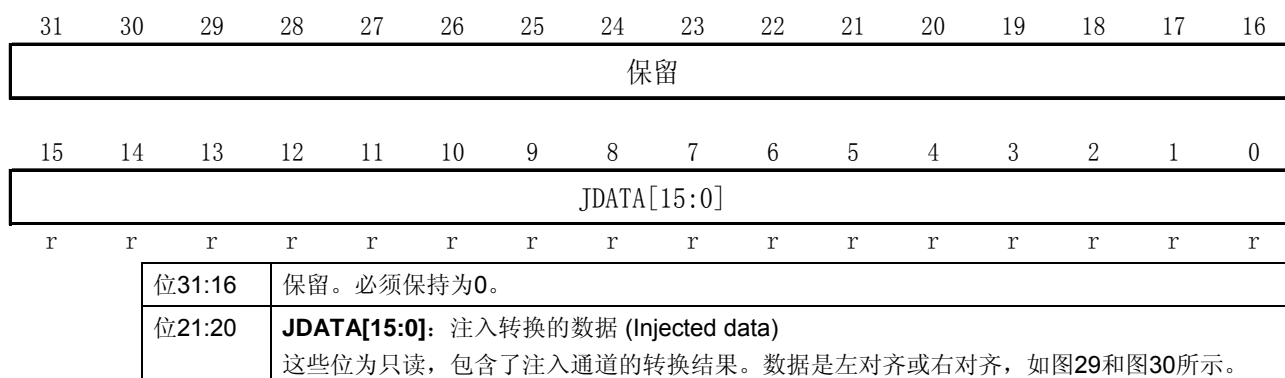 31 30 29 28 27 26 25 24 23 22 21 20 19 18 17 16
保留
15 14 13 12 11 10 9 8 7 6 5 4 3 2 1 0
JDATA[15:0]
r r r r r r r r r r r r r r r r
位31:16 保留。必须保持为0。
位21:20 JDATA[15:0]：注入转换的数据 (Injected data)
这些位为只读，包含了注入通道的转换结果。数据是左对齐或右对齐，如图29和图30所示。